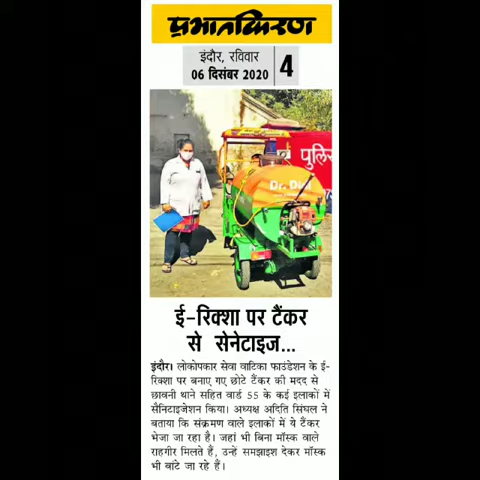 प्रभातकिरण
इंदौर, रविवार
06 दिसंबर 2020
4
पुलि
Dr. Dixi
ई-रिक्शा पर टैंकर
से सेनेटाइज...
इंदौर। लोकोपकार सेवा वाटिका फाउंडेशन के ई-
रिक्शा पर बनाए गए छोटे टैंकर की मदद से
छावनी थाने सहित वार्ड 55 के कई इलाकों में
सैनिटाइजेशन किया। अध्यक्ष अदिति सिंघल ने
बताया कि संक्रमण वाले इलाकों में ये टैंकर
भेजा जा रहा है। जहां भी बिना मॉस्क वाले
राहगीर मिलते हैं, उन्हें समझाइश देकर मॉस्क
भी बांटे जा रहे हैं।